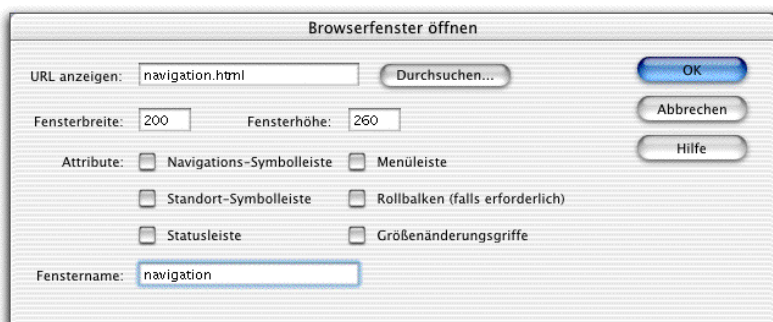 Browserfenster öffnen
URL anzeigen: navigation.html Durchsuchen... OK
Abbrechen
Fensterbreite: 200 Fensterhöhe: 260
Hilfe
Attribute: Navigations-Symbolleiste Menüleiste
Standort-Symbolleiste Rollbalken (falls erforderlich)
Statusleiste Größenänderungsgriffe
Fenstername: navigation